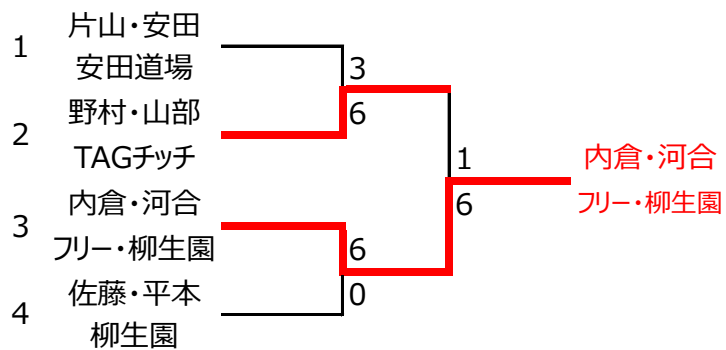 1
片山・安田
安田道場
2
野村・山部
TAGチッチ
3
内倉・河合
フリー・柳生園
4
佐藤・平本
柳生園
3
6
6
0
1
6
内倉・河合
フリー・柳生園